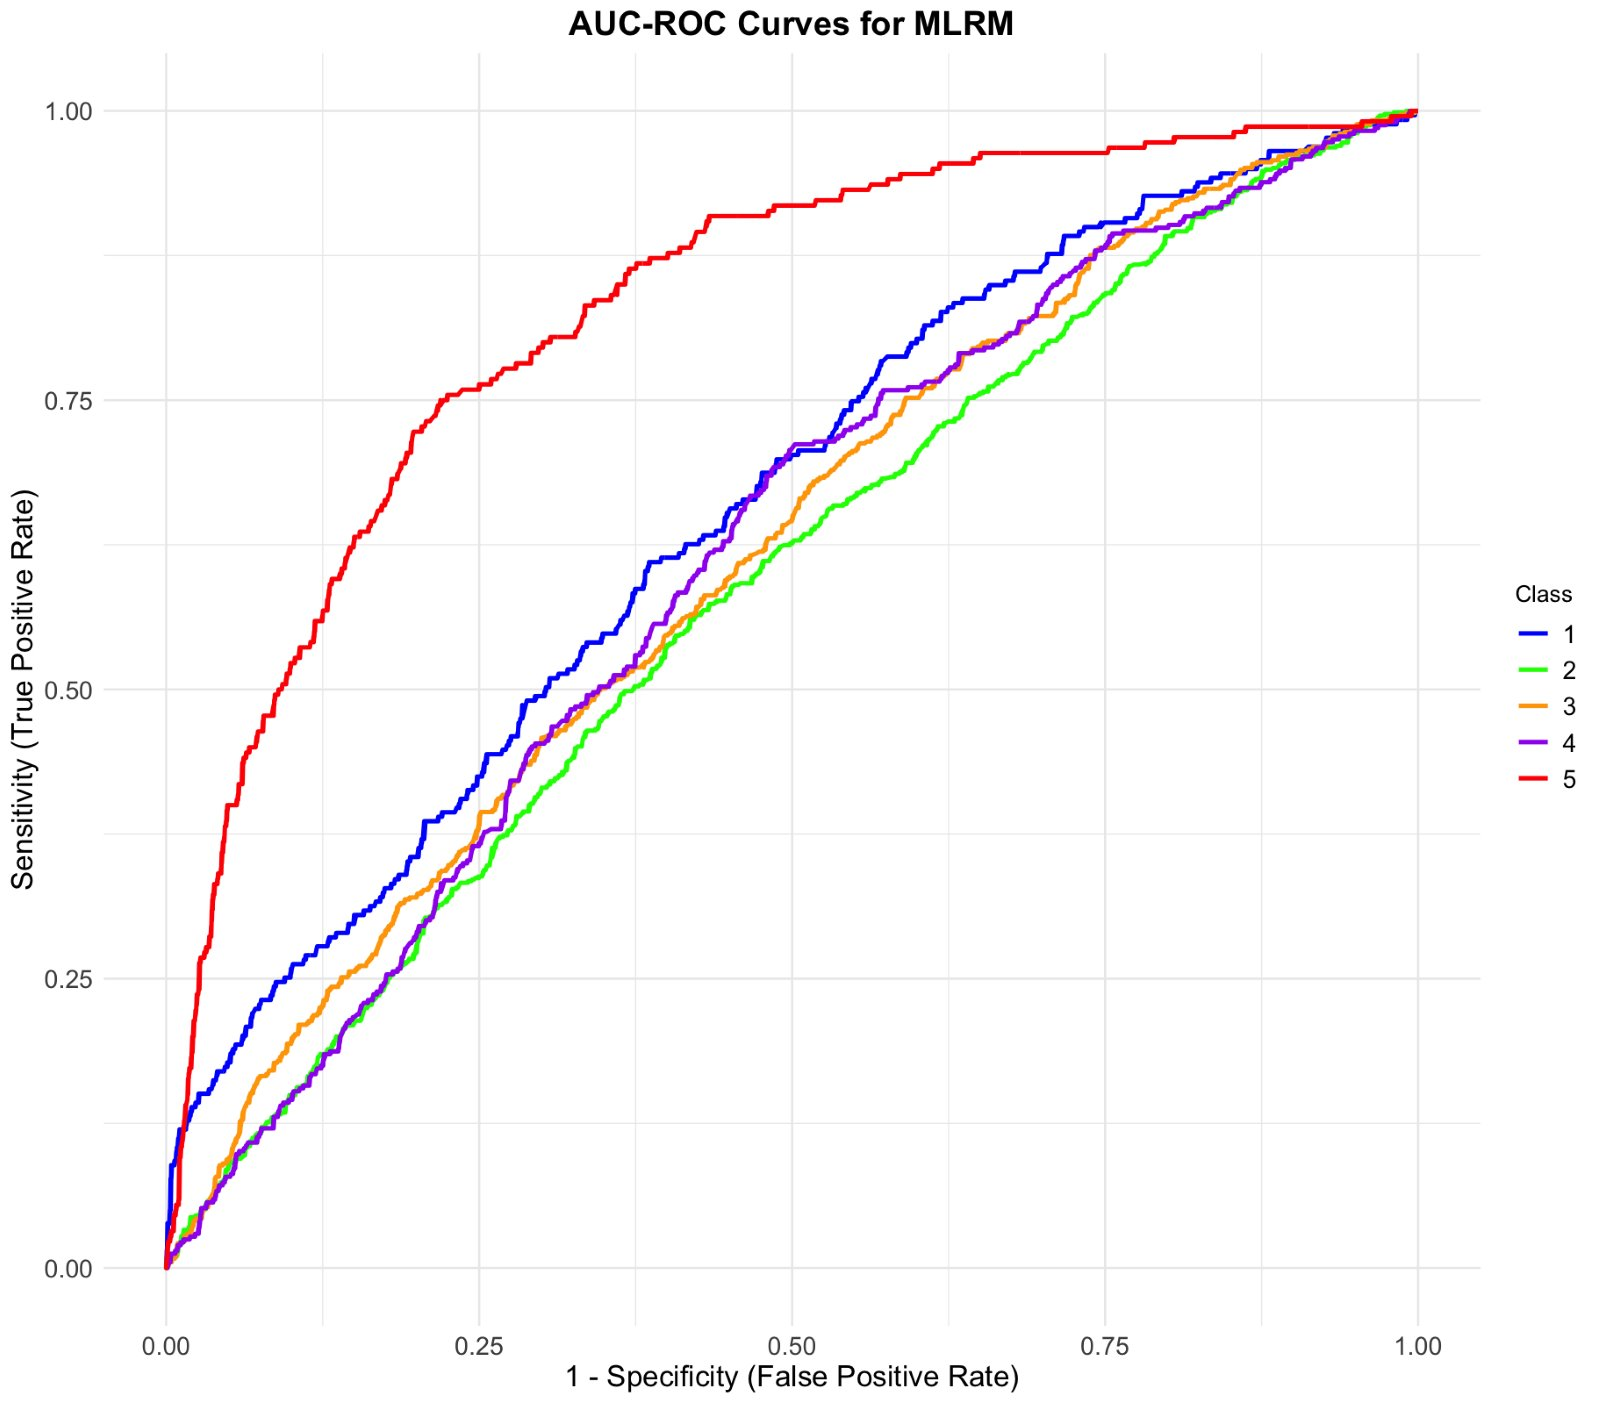 AUC-ROC Curves for MLRM
Sensitivity (True Positive Rate)
1.00
0.75
0.50
0.25
0.00
0.00 0.25 0.50 0.75 1.00
1 - Specificity (False Positive Rate)
Class
1
2
3
4
5